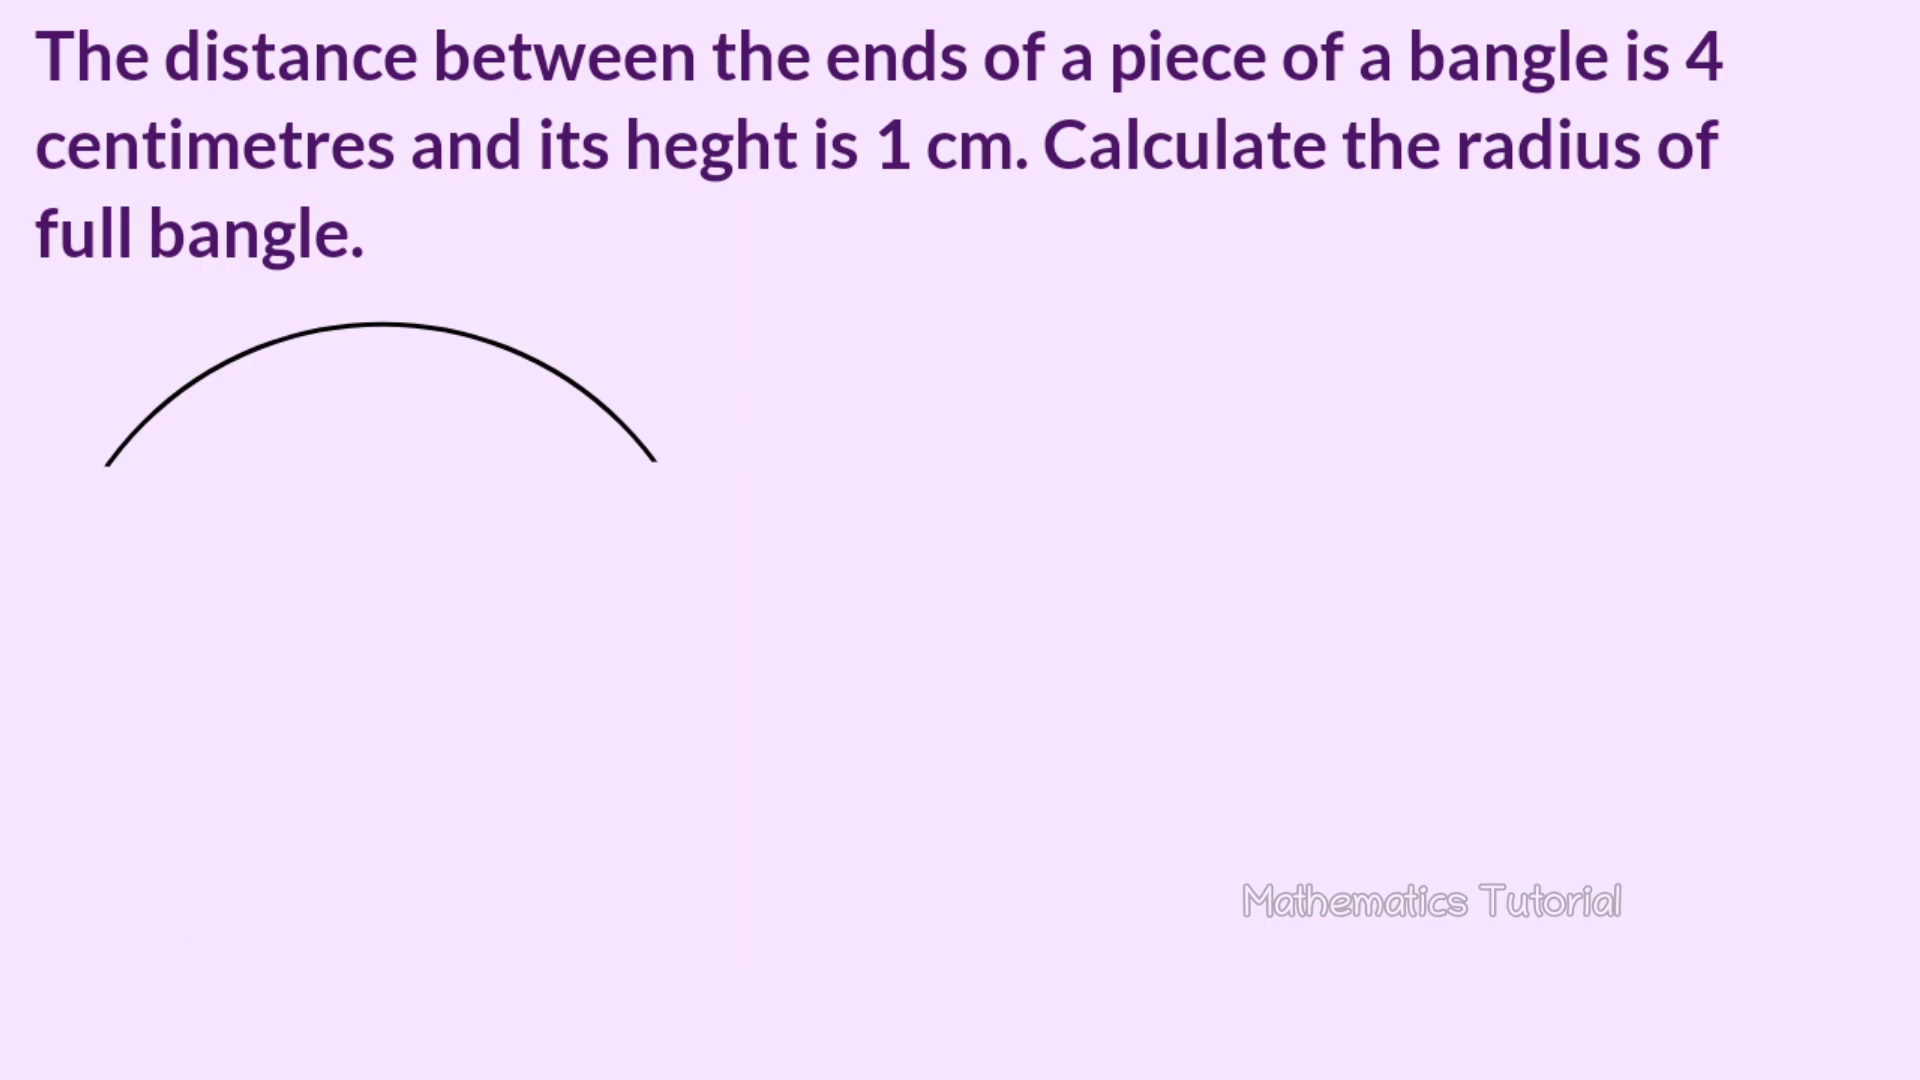 The distance between the ends of a piece of a bangle is 4
centimetres and its heght is 1 cm. Calculate the radius of
full bangle.
Mathematics Tutorial